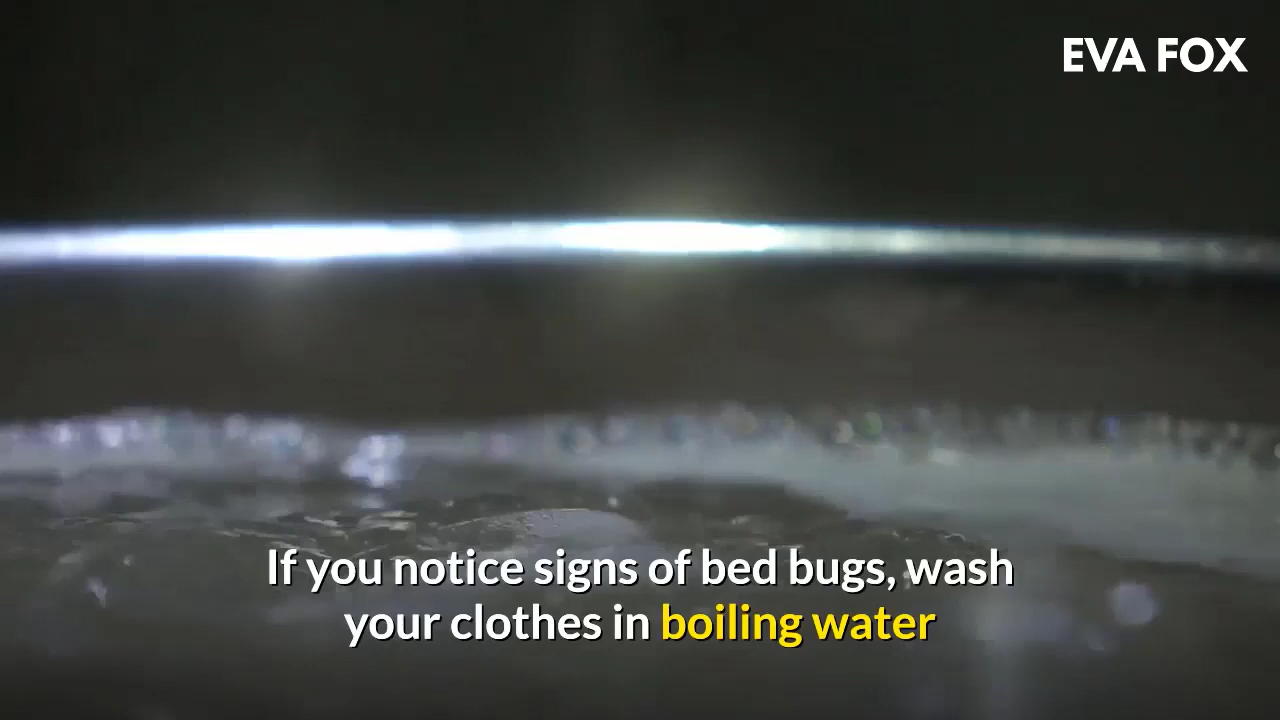 EVA FOX
If you notice signs of bed bugs, wash
your clothes in boiling water